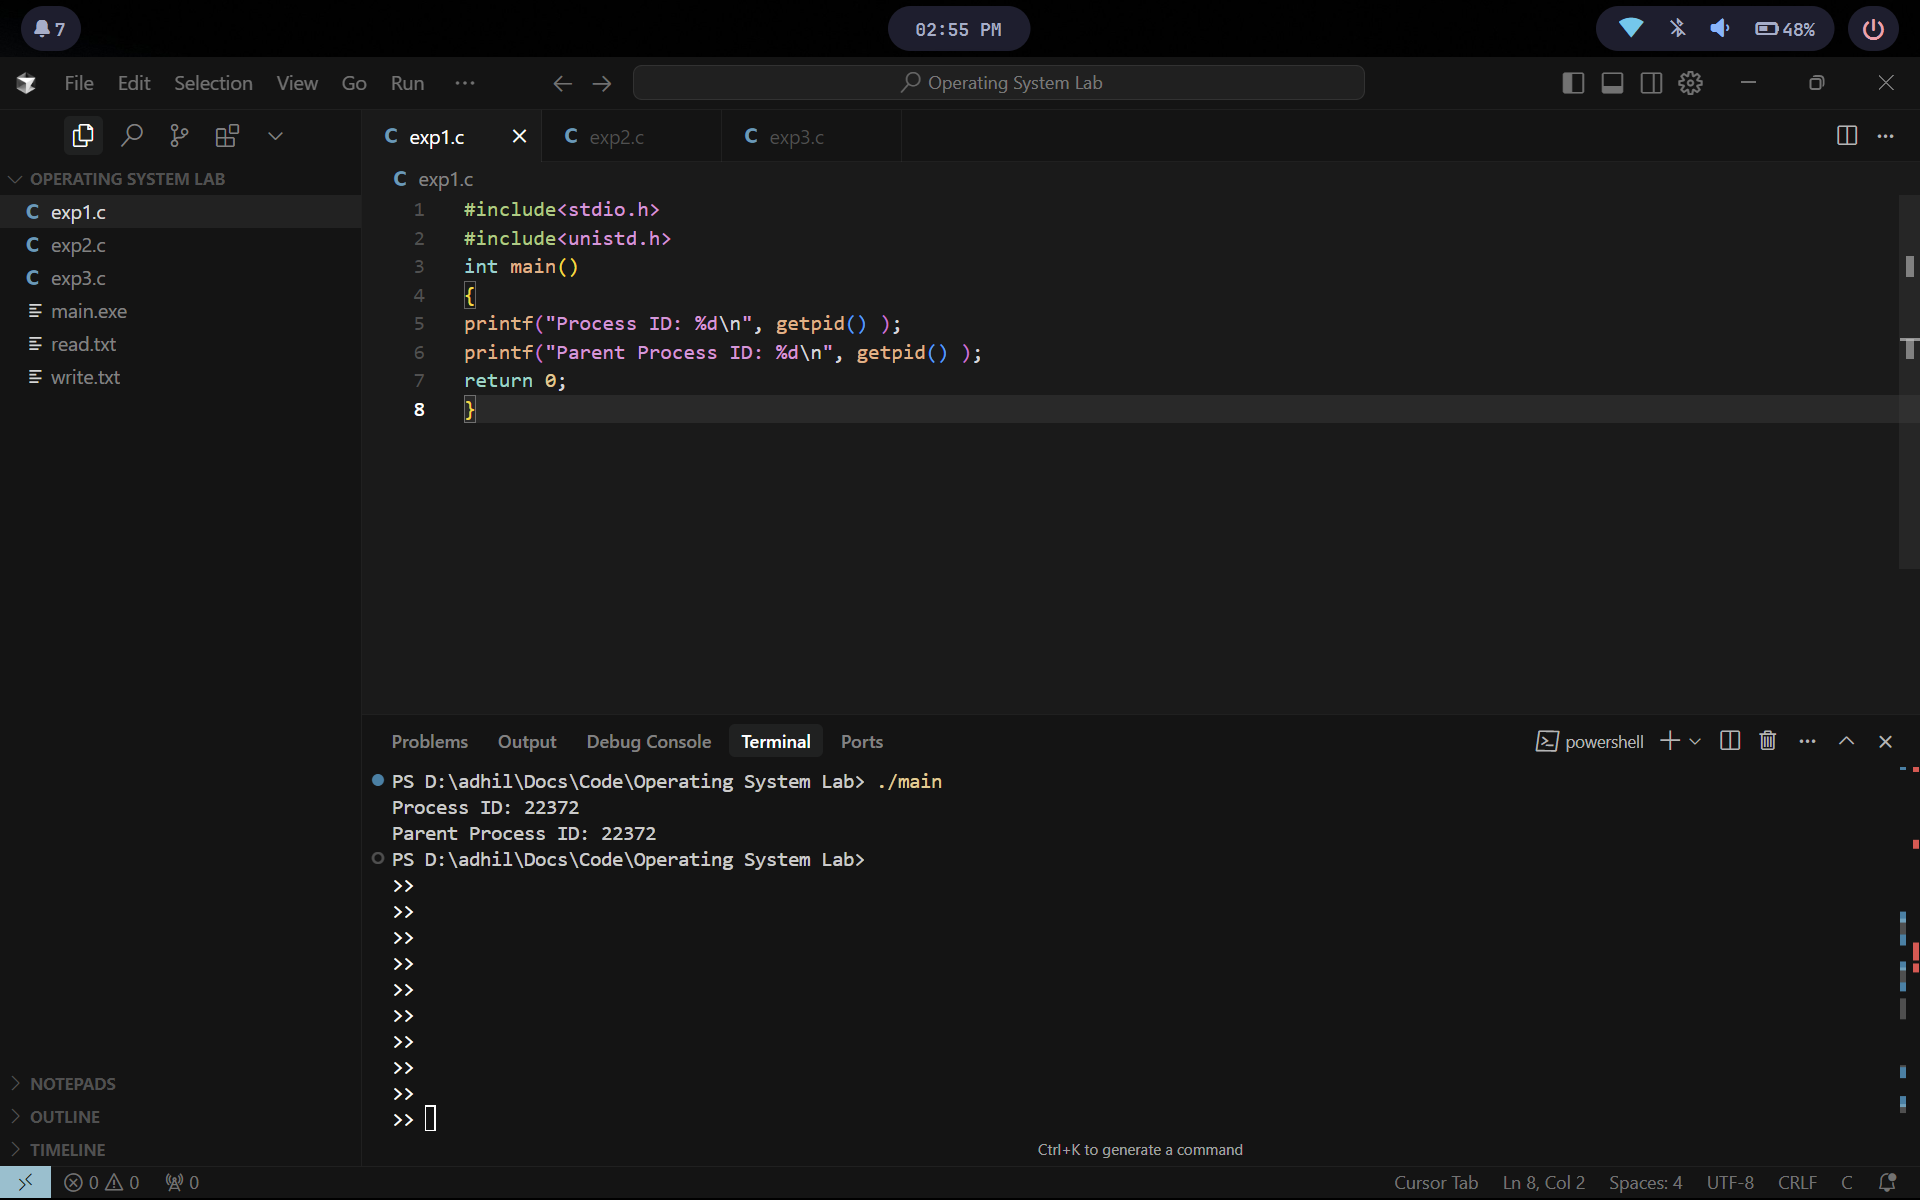 7
02:55 PM
48%
File Edit Selection View Go Run ···
Operating System Lab
exp1.c
exp2.c
exp3.c
OPERATING SYSTEM LAB
C exp1.c
C exp2.c
C exp3.c
main.exe
read.txt
write.txt
NOTEPADS
OUTLINE
TIMELINE
C exp1.c
1 #include<stdio.h>
2 #include<unistd.h>
3 int main()
4 {
5 printf("Process ID: %d\n", getpid() );
6 printf("Parent Process ID: %d\n", getpid() );
7 return 0;
8 }
Problems Output Debug Console Terminal Ports
powershell
PS D:\adhil\Docs\Code\Operating System Lab> ./main
Process ID: 22372
Parent Process ID: 22372
PS D:\adhil\Docs\Code\Operating System Lab>
>>
>>
>>
>>
>>
>>
>>
>>
>>
>>
Ctrl+K to generate a command
0 0 0
Cursor Tab Ln 8, Col 2 Spaces: 4 UTF-8 CRLF C